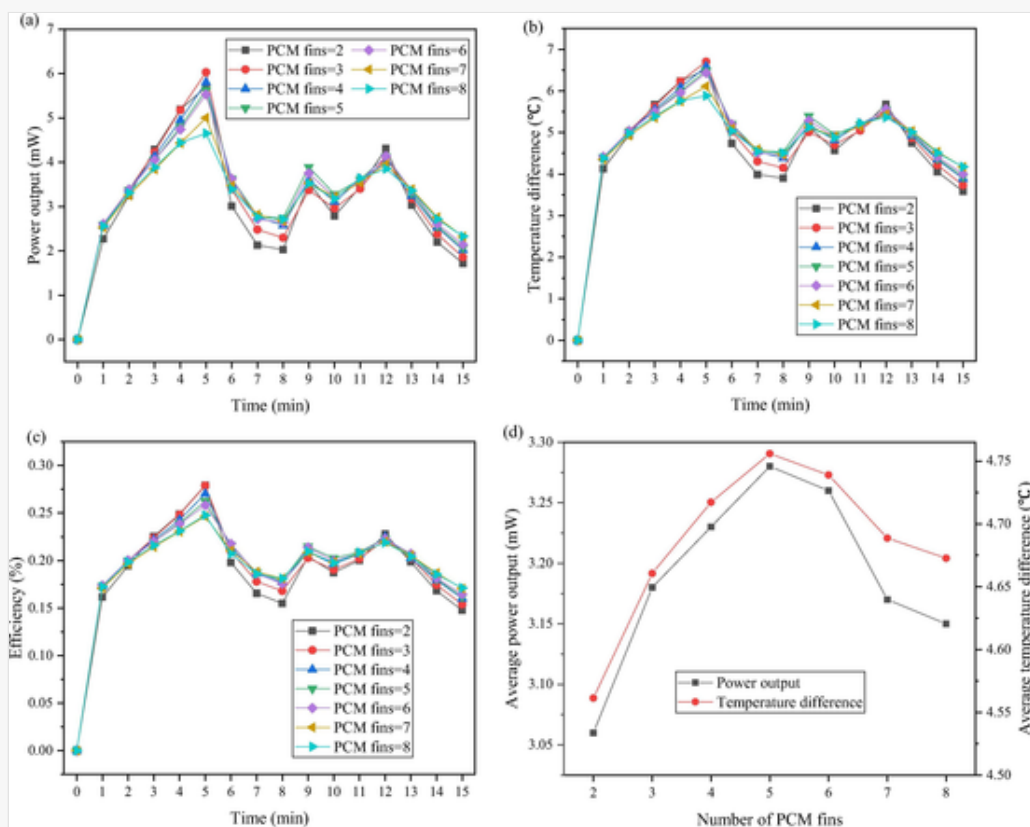 (a)
7
6
5
4
3
2
1
0
Power output (mW)
PCM fins=2
PCM fins=3
PCM fins=4
PCM fins=5
PCM fins=6
PCM fins=7
PCM fins=8
0 1 2 3 4 5 6 7 8 9 10 11 12 13 14 15
Time (min)
(b)
7
6
5
4
3
2
1
0
Temperature difference (℃)
PCM fins=2
PCM fins=3
PCM fins=4
PCM fins=5
PCM fins=6
PCM fins=7
PCM fins=8
0 1 2 3 4 5 6 7 8 9 10 11 12 13 14 15
Time (min)
(c)
0.30
0.25
0.20
0.15
0.10
0.05
0.00
Efficiency (%)
PCM fins=2
PCM fins=3
PCM fins=4
PCM fins=5
PCM fins=6
PCM fins=7
PCM fins=8
0 1 2 3 4 5 6 7 8 9 10 11 12 13 14 15
Time (min)
(d)
3.30
3.25
3.20
3.15
3.10
3.05
Average power output (mW)
Power output
Temperature difference
4.75
4.70
4.65
4.60
4.55
4.50
Average temperature difference (℃)
2 3 4 5 6 7 8
Number of PCM fins